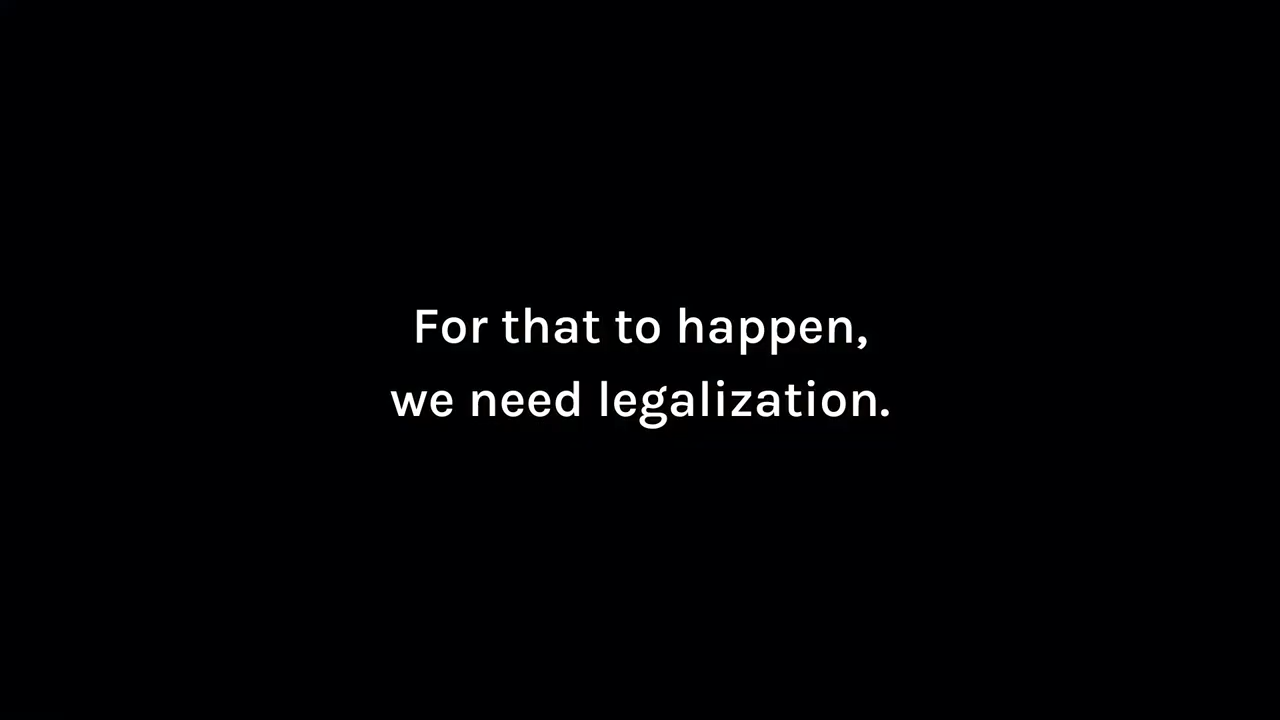 For that to happen,
we need legalization.